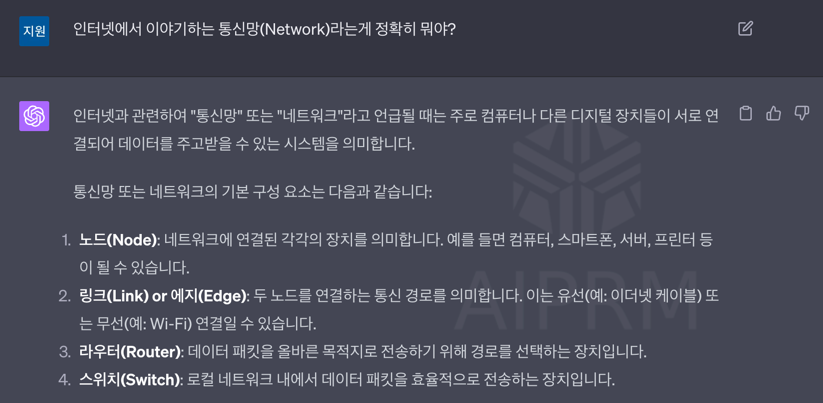 지원
인터넷에서 이야기하는 통신망(Network)라는게 정확히 뭐야?
인터넷과 관련하여 "통신망" 또는 "네트워크"라고 언급될 때는 주로 컴퓨터나 다른 디지털 장치들이 서로 연
결되어 데이터를 주고받을 수 있는 시스템을 의미합니다.
통신망 또는 네트워크의 기본 구성 요소는 다음과 같습니다:
1. 노드(Node): 네트워크에 연결된 각각의 장치를 의미합니다. 예를 들면 컴퓨터, 스마트폰, 서버, 프린터 등
이 될 수 있습니다.
2. 링크(Link) or 에지(Edge): 두 노드를 연결하는 통신 경로를 의미합니다. 이는 유선(예: 이더넷 케이블) 또
는 무선(예: Wi-Fi) 연결일 수 있습니다.
3. 라우터(Router): 데이터 패킷을 올바른 목적지로 전송하기 위해 경로를 선택하는 장치입니다.
4. 스위치(Switch): 로컬 네트워크 내에서 데이터 패킷을 효율적으로 전송하는 장치입니다.
AIPRM